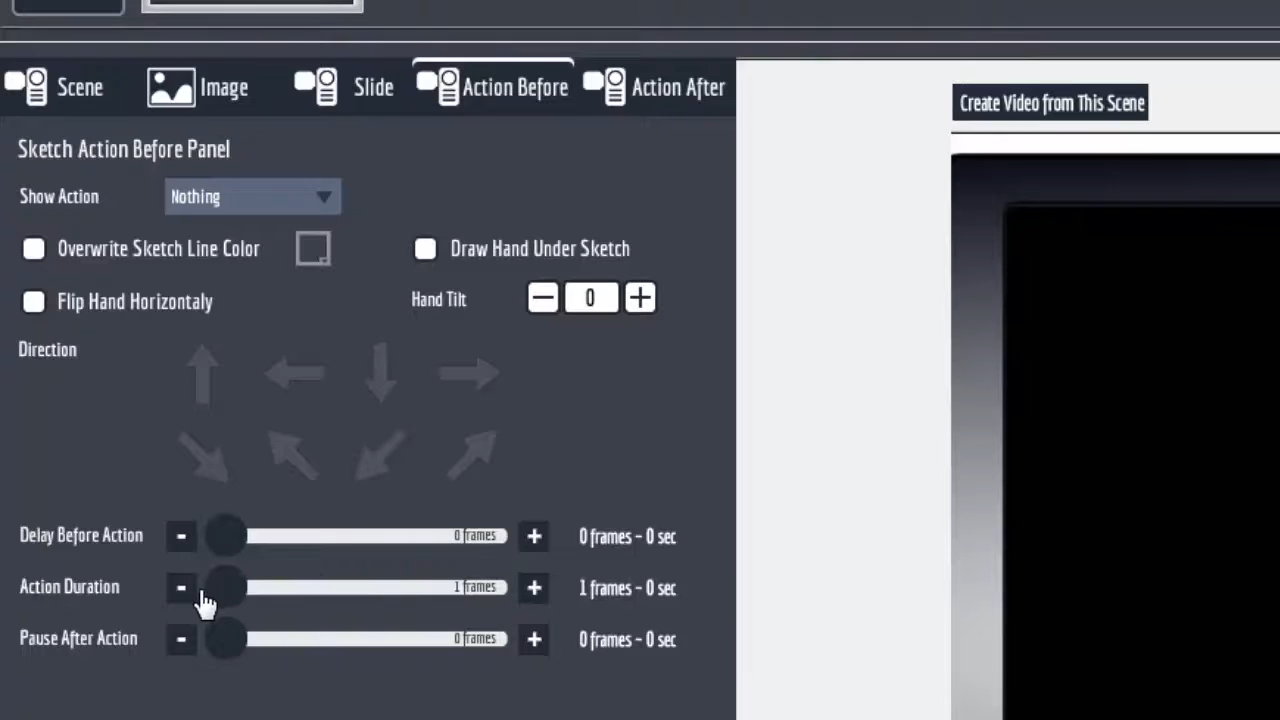 Scene Image Slide Action Before Action After
Create Video from This Scene
Sketch Action Before Panel
Show Action Nothing
Overwrite Sketch Line Color Draw Hand Under Sketch
Flip Hand Horizontaly Hand Tilt - 0 +
Direction
Delay Before Action - 0 frames + 0 frames - 0 sec
Action Duration - 1 frames + 1 frames - 0 sec
Pause After Action - 0 frames + 0 frames - 0 sec